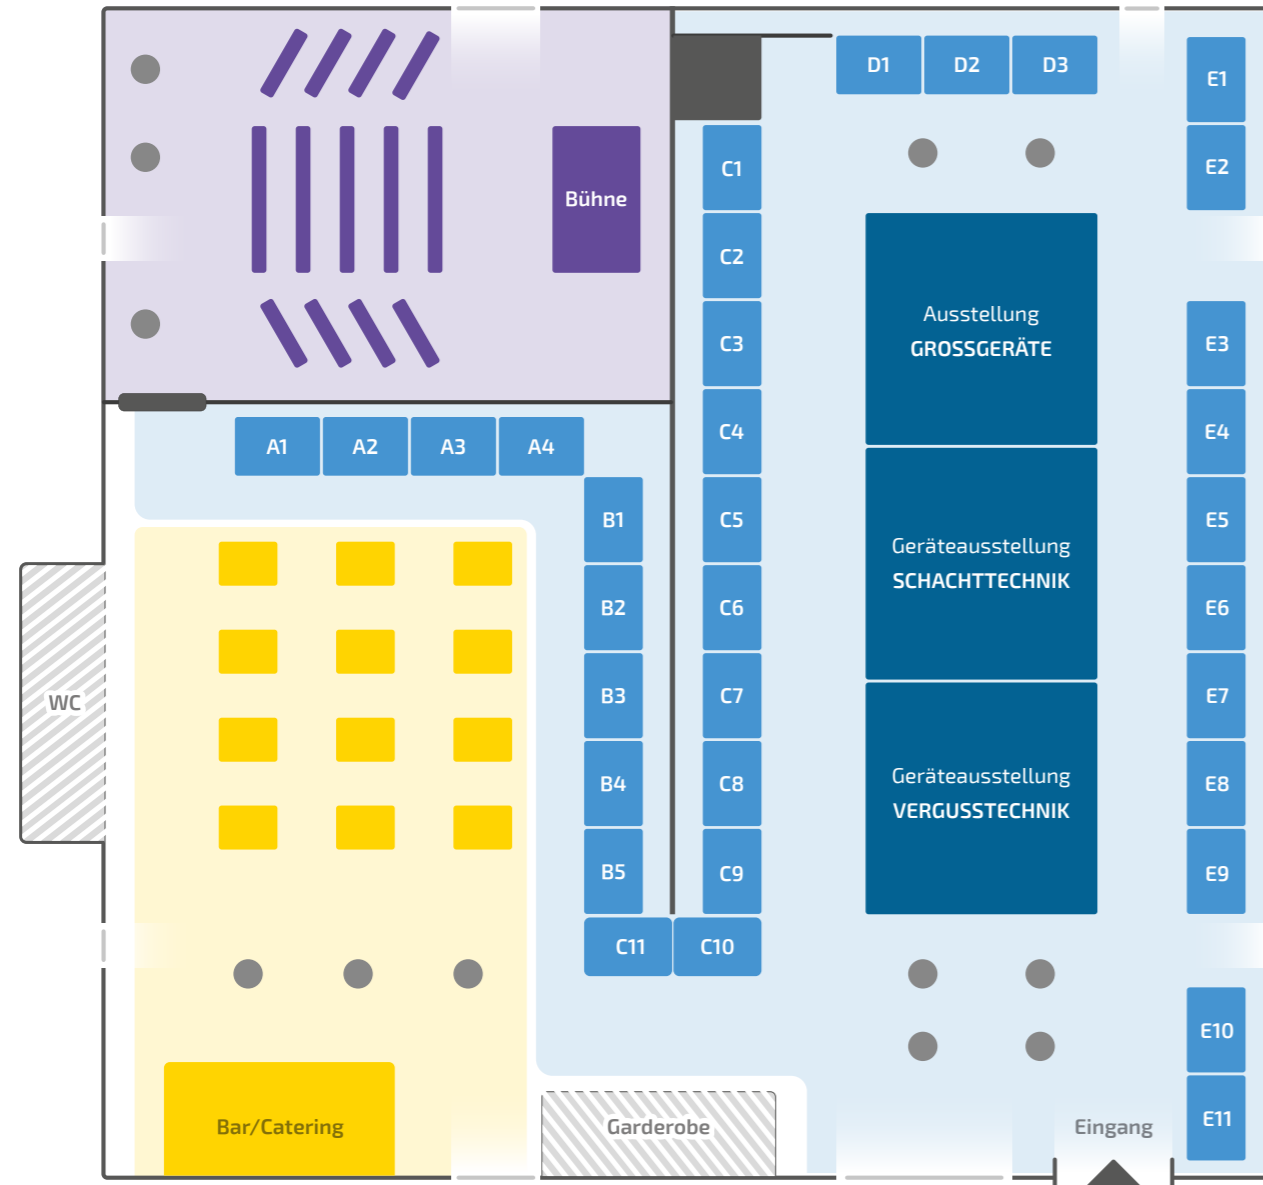 D1
D2
D3
E1
E2
C1
Bühne
C2
C3
C4
C5
C6
C7
C8
C9
C10
C11
Ausstellung
GROSSGERÄTE
Geräteausstellung
SCHACHTTECHNIK
Geräteausstellung
VERGUSSTECHNIK
E3
E4
E5
E6
E7
E8
E9
E10
E11
A1
A2
A3
A4
B1
B2
B3
B4
B5
WC
Bar/Catering
Garderobe
Eingang